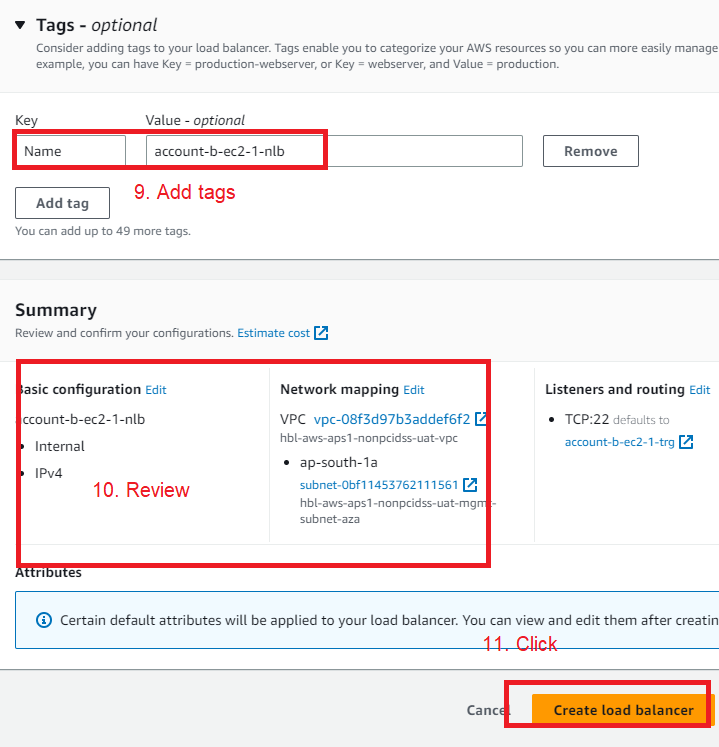 Tags - optional
Consider adding tags to your load balancer. Tags enable you to categorize your AWS resources so you can more easily manage
example, you can have Key = production-webserver, or Key = webserver, and Value = production.
Key
Value - optional
Name
account-b-ec2-1-nlb
Remove
Add tag
9. Add tags
You can add up to 49 more tags.
Summary
Review and confirm your configurations. Estimate cost
Basic configuration Edit
account-b-ec2-1-nlb
Internal
IPv4
10. Review
Network mapping Edit
VPC vpc-08f3d97b3addef6f2
hbl-aws-aps1-nonpcidss-uat-vpc
ap-south-1a
subnet-0bf11453762111561
hbl-aws-aps1-nonpcidss-uat-mgmt-
subnet-aza
Listeners and routing Edit
TCP:22 defaults to
account-b-ec2-1-trg
Attributes
Certain default attributes will be applied to your load balancer. You can view and edit them after creatin
11. Click
Cancel
Create load balancer